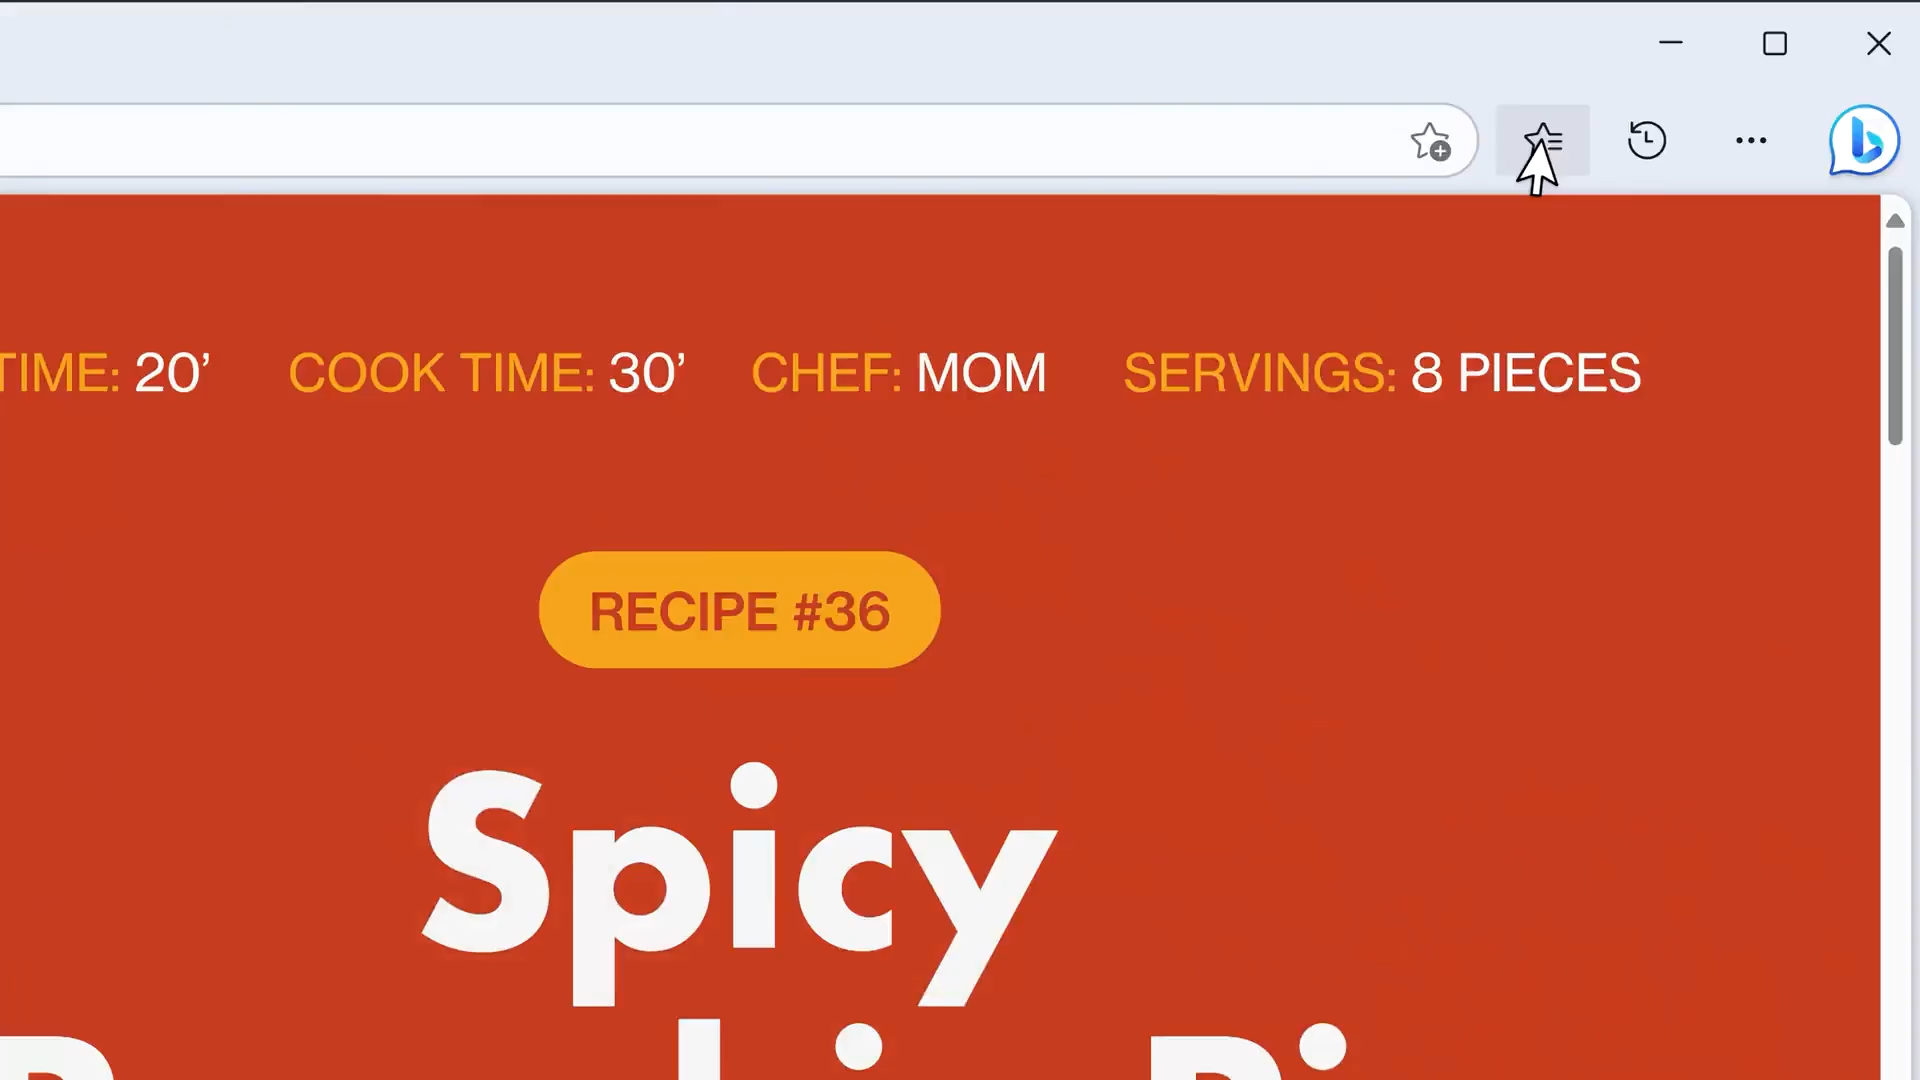 TIME: 20’ COOK TIME: 30’ CHEF: MOM SERVINGS: 8 PIECES
RECIPE #36
Spicy